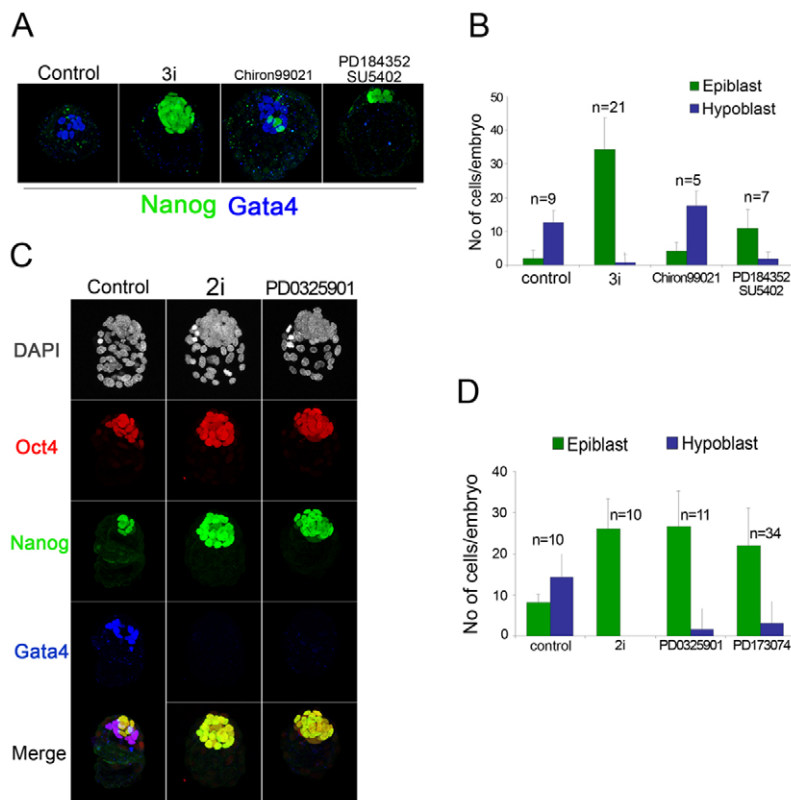 A
Control
3i
Chiron99021
PD184352
SU5402
Nanog Gata4
B
Epiblast
Hypoblast
No of cells/embryo
50
40
30
20
10
0
n=9
n=21
n=5
n=7
control
3i
Chiron99021
PD184352
SU5402
C
Control
2i
PD0325901
DAPI
Oct4
Nanog
Gata4
Merge
D
Epiblast
Hypoblast
No of cells/embryo
40
30
20
10
0
n=10
n=10
n=11
n=34
control
2i
PD0325901
PD173074